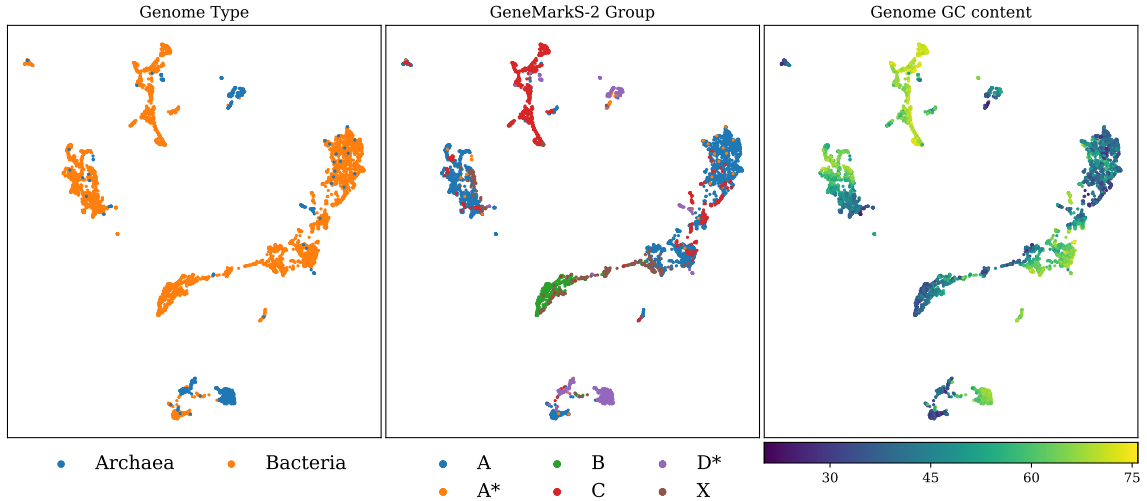 Genome Type
GeneMarkS-2 Group
Genome GC content
Archaea
Bacteria
A
B
D*
A*
C
X
30
45
60
75